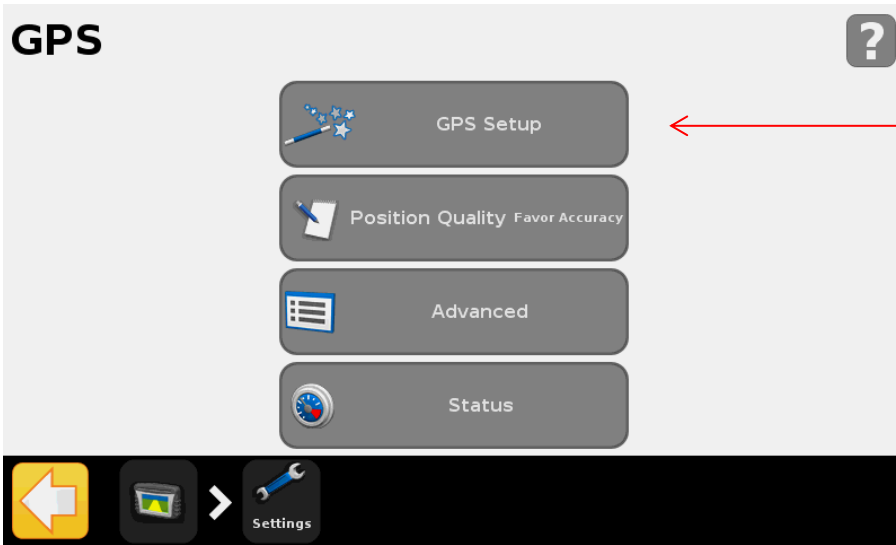 GPS
?
GPS Setup
Position Quality Favor Accuracy
Advanced
Status
Settings